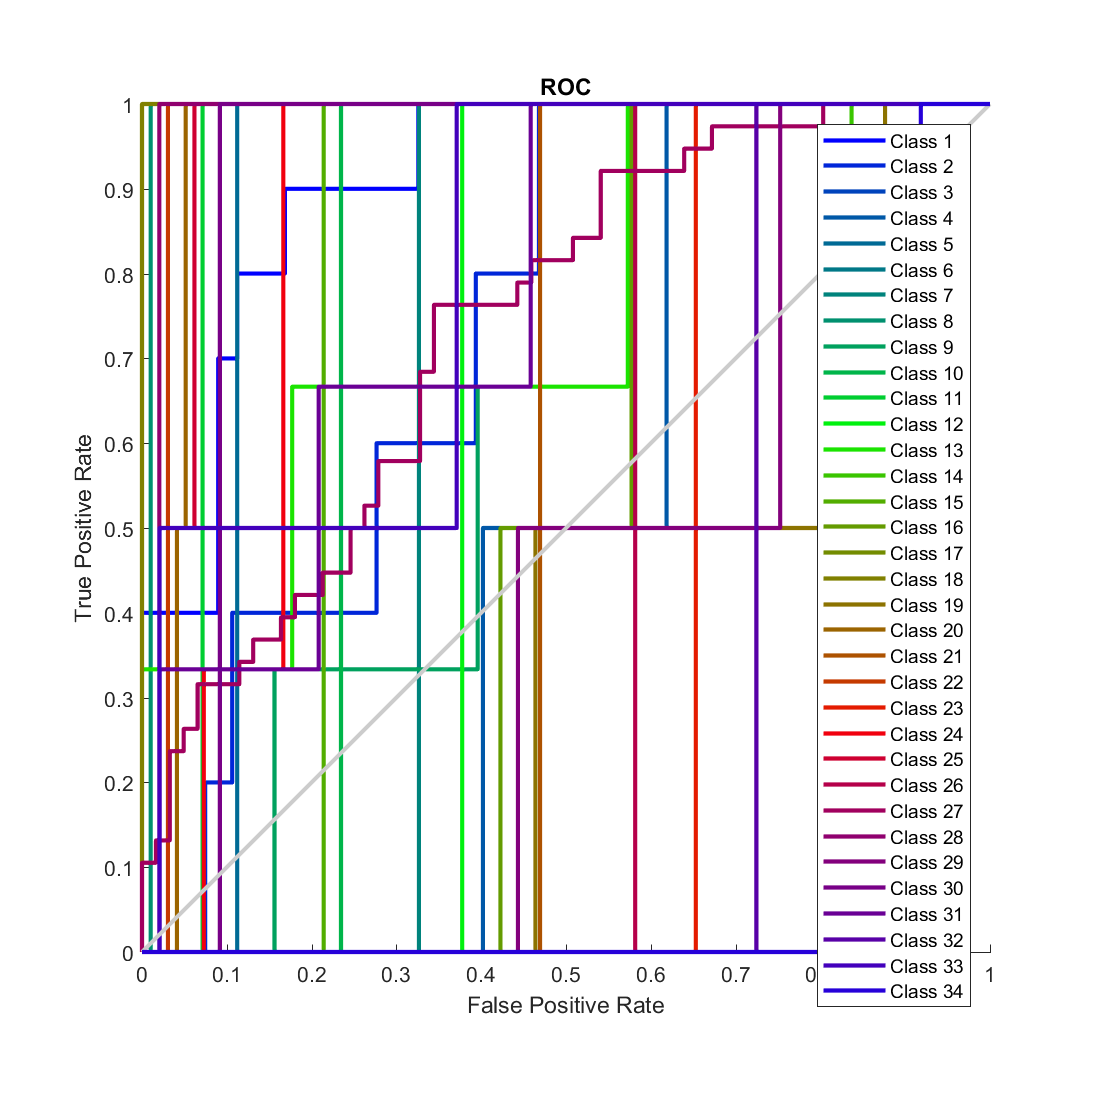 ROC
1
0.9
0.8
0.7
0.6
0.5
0.4
0.3
0.2
0.1
0
True Positive Rate
Class 1
Class 2
Class 3
Class 4
Class 5
Class 6
Class 7
Class 8
Class 9
Class 10
Class 11
Class 12
Class 13
Class 14
Class 15
Class 16
Class 17
Class 18
Class 19
Class 20
Class 21
Class 22
Class 23
Class 24
Class 25
Class 26
Class 27
Class 28
Class 29
Class 30
Class 31
Class 32
Class 33
Class 34
0 0.1 0.2 0.3 0.4 0.5 0.6 0.7 1
False Positive Rate